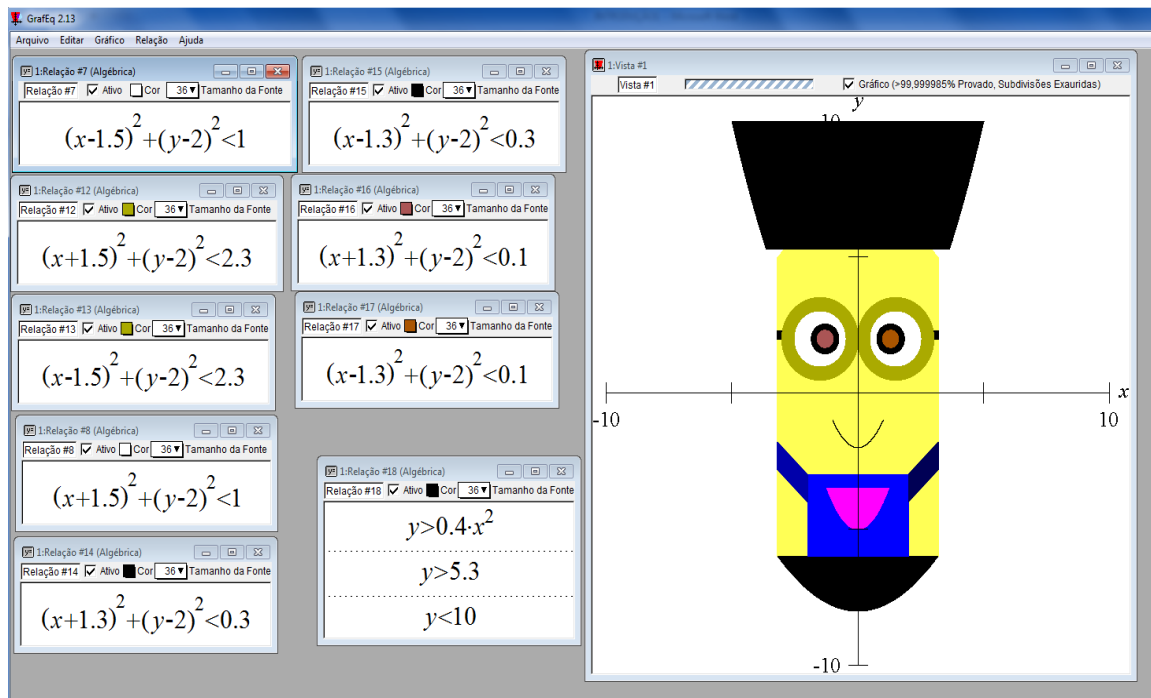 GrafEq 2.13
Arquivo Editar Gráfico Relação Ajuda
1:Relação #7 (Algébrica)
Relação #7 Ativo Cor 36 Tamanho da Fonte
(x-1.5)²+(y-2)²<1
1:Relação #12 (Algébrica)
Relação #12 Ativo Cor 36 Tamanho da Fonte
(x+1.5)²+(y-2)²<2.3
1:Relação #13 (Algébrica)
Relação #13 Ativo Cor 36 Tamanho da Fonte
(x-1.5)²+(y-2)²<2.3
1:Relação #8 (Algébrica)
Relação #8 Ativo Cor 36 Tamanho da Fonte
(x+1.5)²+(y-2)²<1
1:Relação #14 (Algébrica)
Relação #14 Ativo Cor 36 Tamanho da Fonte
(x+1.3)²+(y-2)²<0.3
1:Relação #15 (Algébrica)
Relação #15 Ativo Cor 36 Tamanho da Fonte
(x-1.3)²+(y-2)²<0.3
1:Relação #16 (Algébrica)
Relação #16 Ativo Cor 36 Tamanho da Fonte
(x+1.3)²+(y-2)²<0.1
1:Relação #17 (Algébrica)
Relação #17 Ativo Cor 36 Tamanho da Fonte
(x-1.3)²+(y-2)²<0.1
1:Relação #18 (Algébrica)
Relação #18 Ativo Cor 36 Tamanho da Fonte
y>0.4·x²
y>5.3
y<10
1:Vista #1
Vista #1 Gráfico (>99,999985% Provado, Subdivisões Exauridas)
y
10
x
-10 10
-10